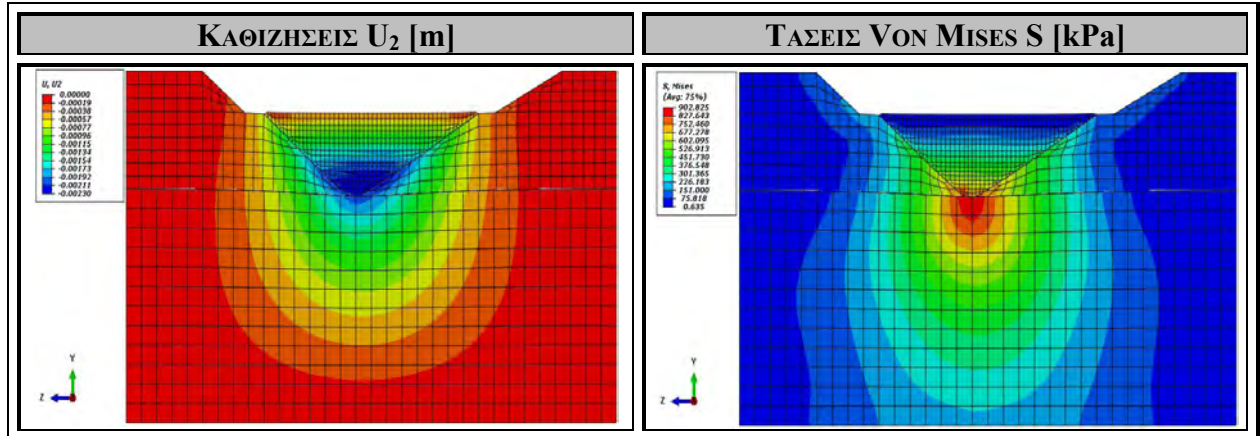 ΚΑΘΙΖΗΣΕΙΣ U2 [m]
ΤΑΣΕΙΣ VON MISES S [kPa]
U, U2
0.00000
-0.00019
-0.00038
-0.00057
-0.00077
-0.00096
-0.00115
-0.00134
-0.00154
-0.00173
-0.00192
-0.00211
-0.00230
Y
Z
S, Mises
(Avg: 75%)
902.825
827.643
752.460
677.278
602.095
526.913
451.730
376.548
301.365
226.183
151.000
75.818
0.635
Y
Z